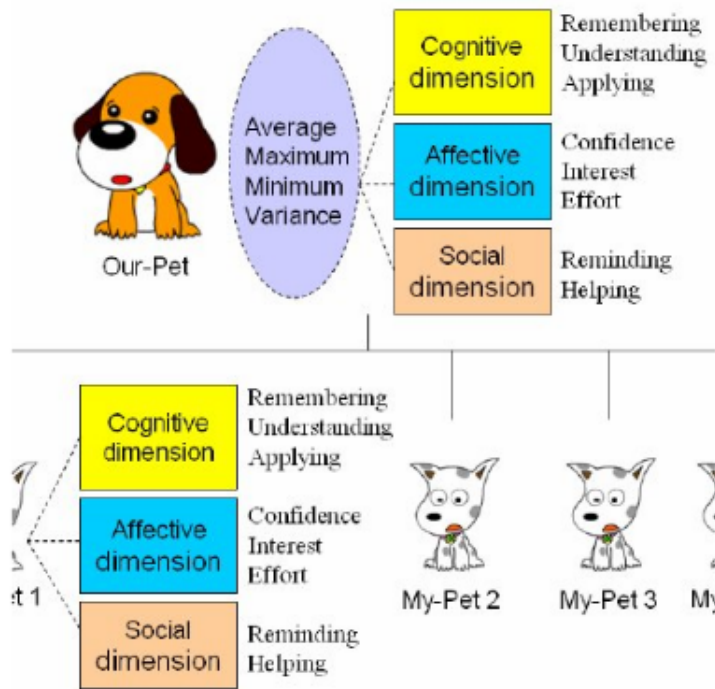 Cognitive
dimension
Remembering
Understanding
Applying
Average
Maximum
Minimum
Variance
Affective
dimension
Confidence
Interest
Effort
Our-Pet
Social
dimension
Reminding
Helping
Cognitive
dimension
Remembering
Understanding
Applying
Affective
dimension
Confidence
Interest
Effort
et 1
My-Pet 2
My-Pet 3
Social
dimension
Reminding
Helping